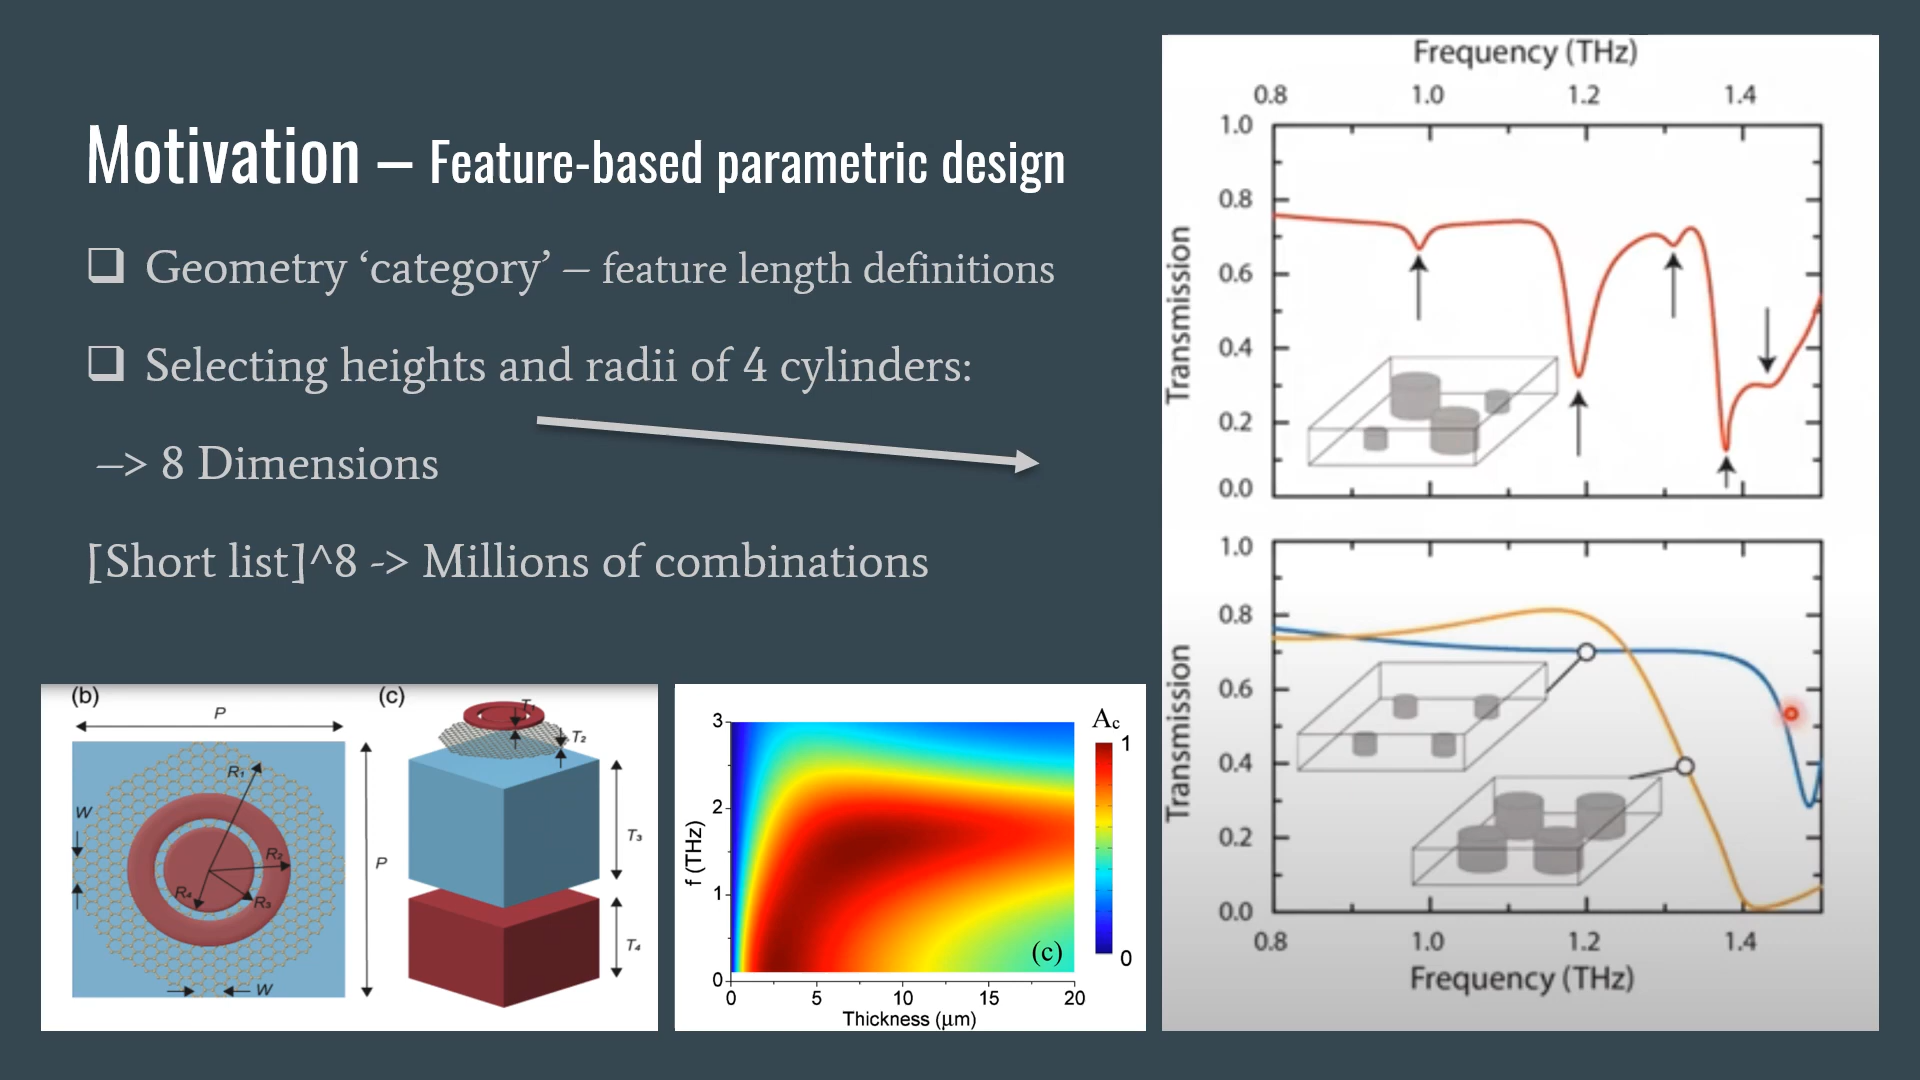 Motivation – Feature-based parametric design
❑ Geometry ‘category’ – feature length definitions
❑ Selecting heights and radii of 4 cylinders:
–> 8 Dimensions
[Short list]^8 -> Millions of combinations
(b)
P
R₁
W
R₂
R₄
R₃
P
W
(c)
T₁
T₂
T₃
T₄
A꜀
3
2
1
0
f (THz)
0 5 10 15 20
Thickness (μm)
(c)
1
0
Frequency (THz)
0.8 1.0 1.2 1.4
1.0
0.8
0.6
0.4
0.2
0.0
Transmission
1.0
0.8
0.6
0.4
0.2
0.0
Transmission
0.8 1.0 1.2 1.4
Frequency (THz)